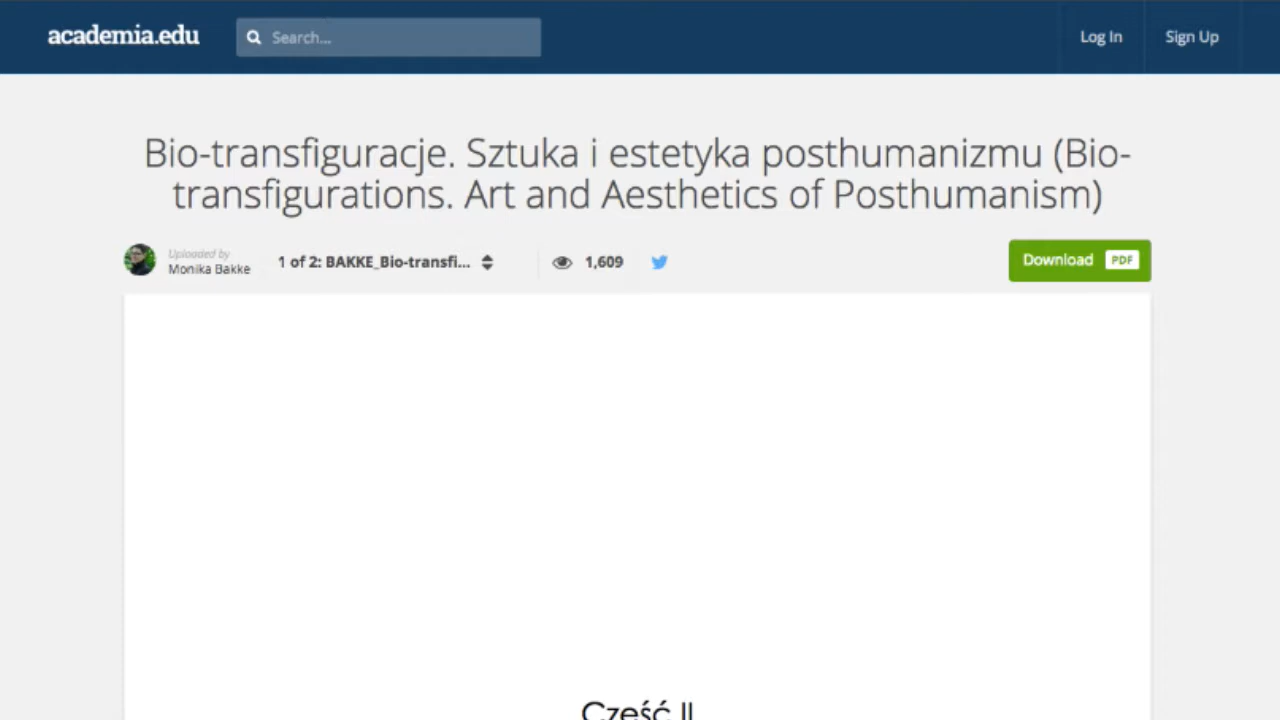 academia.edu
Search...
Log In
Sign Up
Bio-transfiguracje. Sztuka i estetyka posthumanizmu (Bio-
transfigurations. Art and Aesthetics of Posthumanism)
Uploaded by
Monika Bakke
1 of 2: BAKKE_Bio-transfi...
1,609
Download PDF
Cześć II